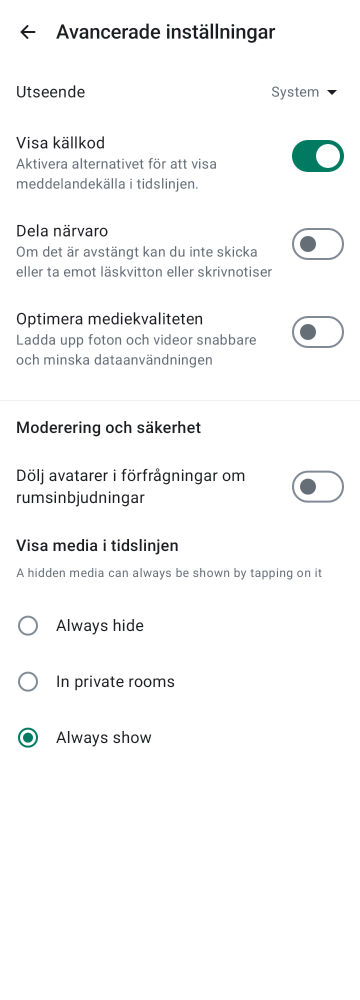 Avancerade inställningar
Utseende
System
Visa källkod
Aktivera alternativet för att visa
meddelandekälla i tidslinjen.
Dela närvaro
Om det är avstängt kan du inte skicka
eller ta emot läskvitton eller skrivnotiser
Optimera mediekvaliteten
Ladda upp foton och videor snabbare
och minska dataanvändningen
Moderering och säkerhet
Dölj avatarer i förfrågningar om
rumsinbjudningar
Visa media i tidslinjen
A hidden media can always be shown by tapping on it
Always hide
In private rooms
Always show